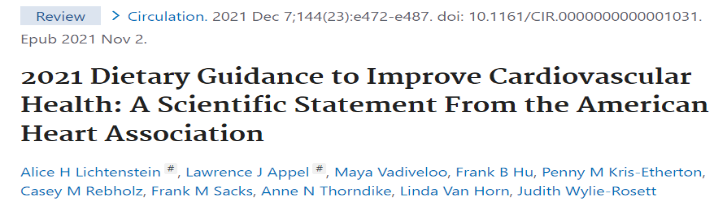 Review > Circulation. 2021 Dec 7;144(23):e472-e487. doi: 10.1161/CIR.0000000000001031.
Epub 2021 Nov 2.
2021 Dietary Guidance to Improve Cardiovascular
Health: A Scientific Statement From the American
Heart Association
Alice H Lichtenstein #, Lawrence J Appel #, Maya Vadiveloo, Frank B Hu, Penny M Kris-Etherton,
Casey M Rebholz, Frank M Sacks, Anne N Thorndike, Linda Van Horn, Judith Wylie-Rosett